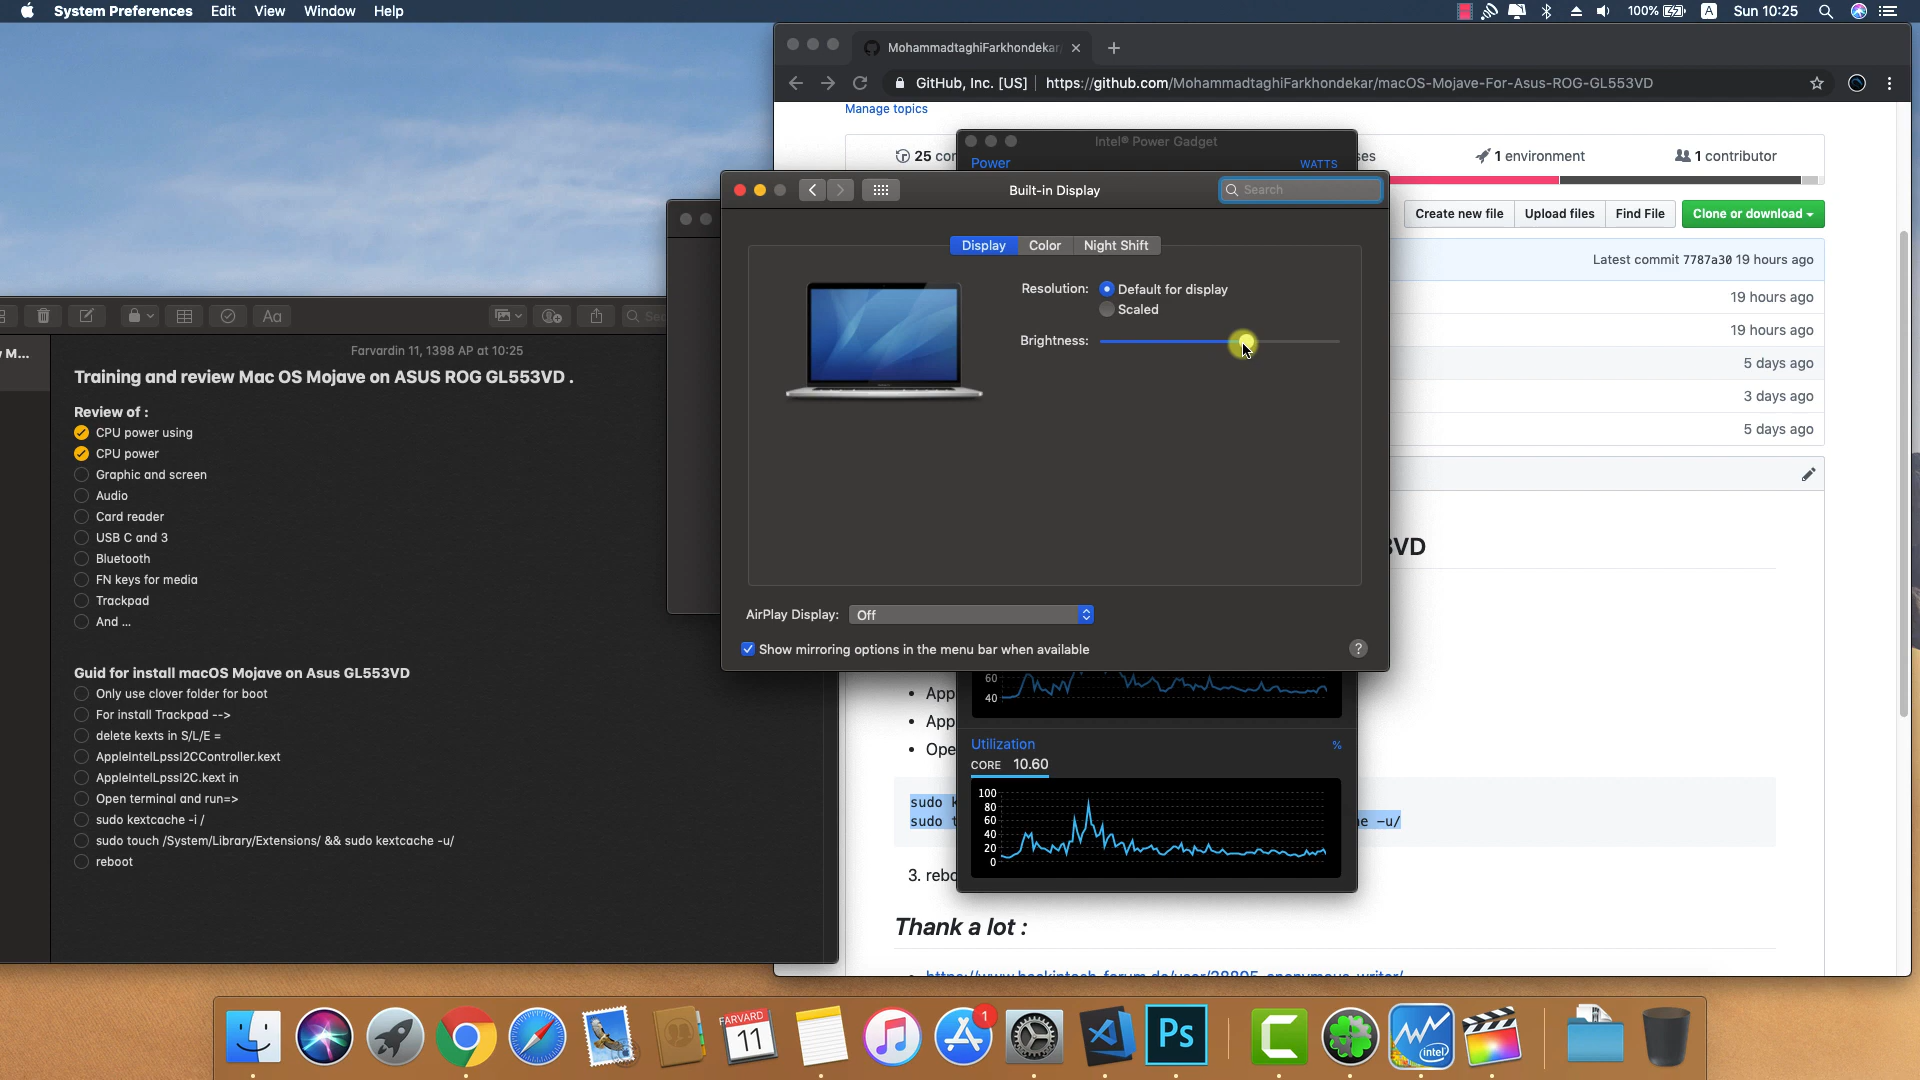 System Preferences Edit View Window Help
100% A Sun 10:25
MohammadtaghiFarkhondekar
GitHub, Inc. [US] https://github.com/MohammadtaghiFarkhondekar/macOS-Mojave-For-Asus-ROG-GL553VD
Manage topics
25 1 environment 1 contributor
Intel® Power Gadget
Power WATTS
Built-in Display
Search
Create new file Upload files Find File Clone or download
Latest commit 7787a30 19 hours ago
19 hours ago
19 hours ago
5 days ago
3 days ago
5 days ago
Display Color Night Shift
Resolution: Default for display
Scaled
Brightness:
AirPlay Display: Off
Show mirroring options in the menu bar when available
?
Aa
Farvardin 11, 1398 AP at 10:25
Training and review Mac OS Mojave on ASUS ROG GL553VD .
Review of :
CPU power using
CPU power
Graphic and screen
Audio
Card reader
USB C and 3
Bluetooth
FN keys for media
Trackpad
And ...
Guid for install macOS Mojave on Asus GL553VD
Only use clover folder for boot
For install Trackpad -->
delete kexts in S/L/E =
AppleIntelLpssI2CController.kext
AppleIntelLpssI2C.kext in
Open terminal and run=>
sudo kextcache -i /
sudo touch /System/Library/Extensions/ && sudo kextcache -u/
reboot
VD
60
40
Utilization %
CORE 10.60
100
80
60
40
20
0
App
App
Ope
sudo
sudo
-u/
3. rebo
Thank a lot :
FARVARD
11
1
Ps
C
intel